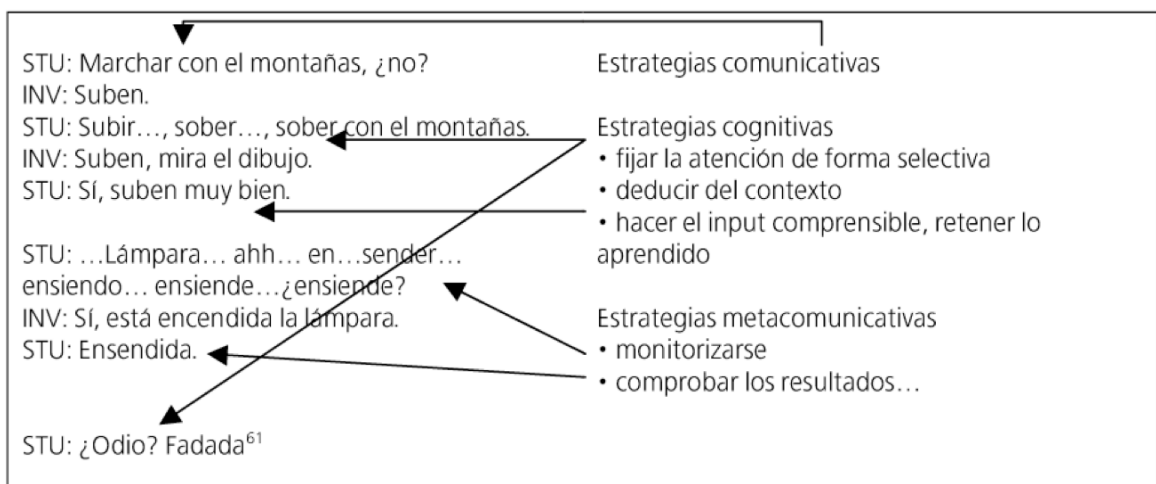 STU: Marchar con el montañas, ¿no?
INV: Suben.
STU: Subir…, sober…, sober con el montañas.
INV: Suben, mira el dibujo.
STU: Sí, suben muy bien.
STU: …Lámpara… ahh… en…sender…
ensiendo… ensiende…¿ensiende?
INV: Sí, está encendida la lámpara.
STU: Ensendida.
STU: ¿Odio? Fadada61
Estrategias comunicativas
Estrategias cognitivas
• fijar la atención de forma selectiva
• deducir del contexto
• hacer el input comprensible, retener lo
aprendido
Estrategias metacomunicativas
• monitorizarse
• comprobar los resultados…